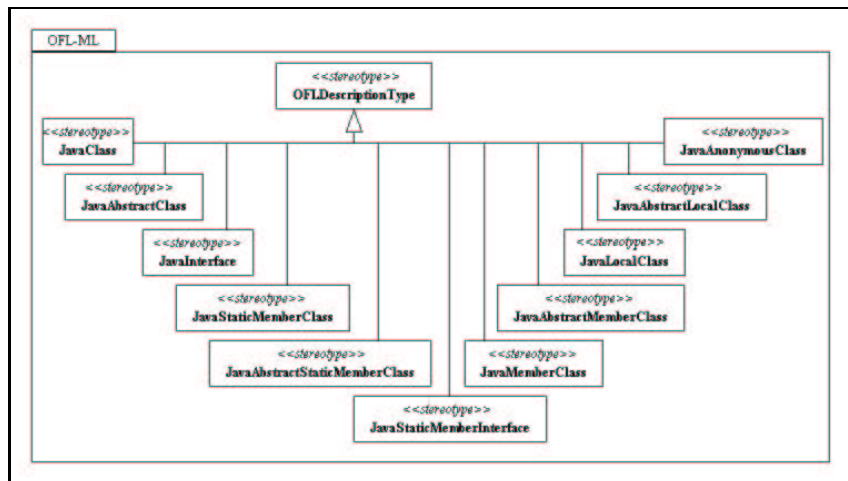 OFL-ML
<<stereotype>>
OFLDescriptionType
<<stereotype>>
JavaClass
<<stereotype>>
JavaAnonymousClass
<<stereotype>>
JavaAbstractClass
<<stereotype>>
JavaAbstractLocalClass
<<stereotype>>
JavaInterface
<<stereotype>>
JavaLocalClass
<<stereotype>>
JavaStaticMemberClass
<<stereotype>>
JavaAbstractMemberClass
<<stereotype>>
JavaAbstractStaticMemberClass
<<stereotype>>
JavaMemberClass
<<stereotype>>
JavaStaticMemberInterface